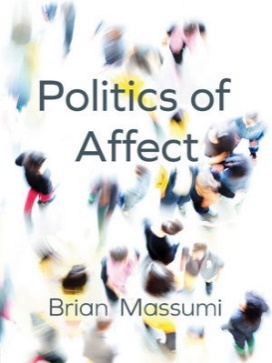 Politics of
Affect
Brian Massumi